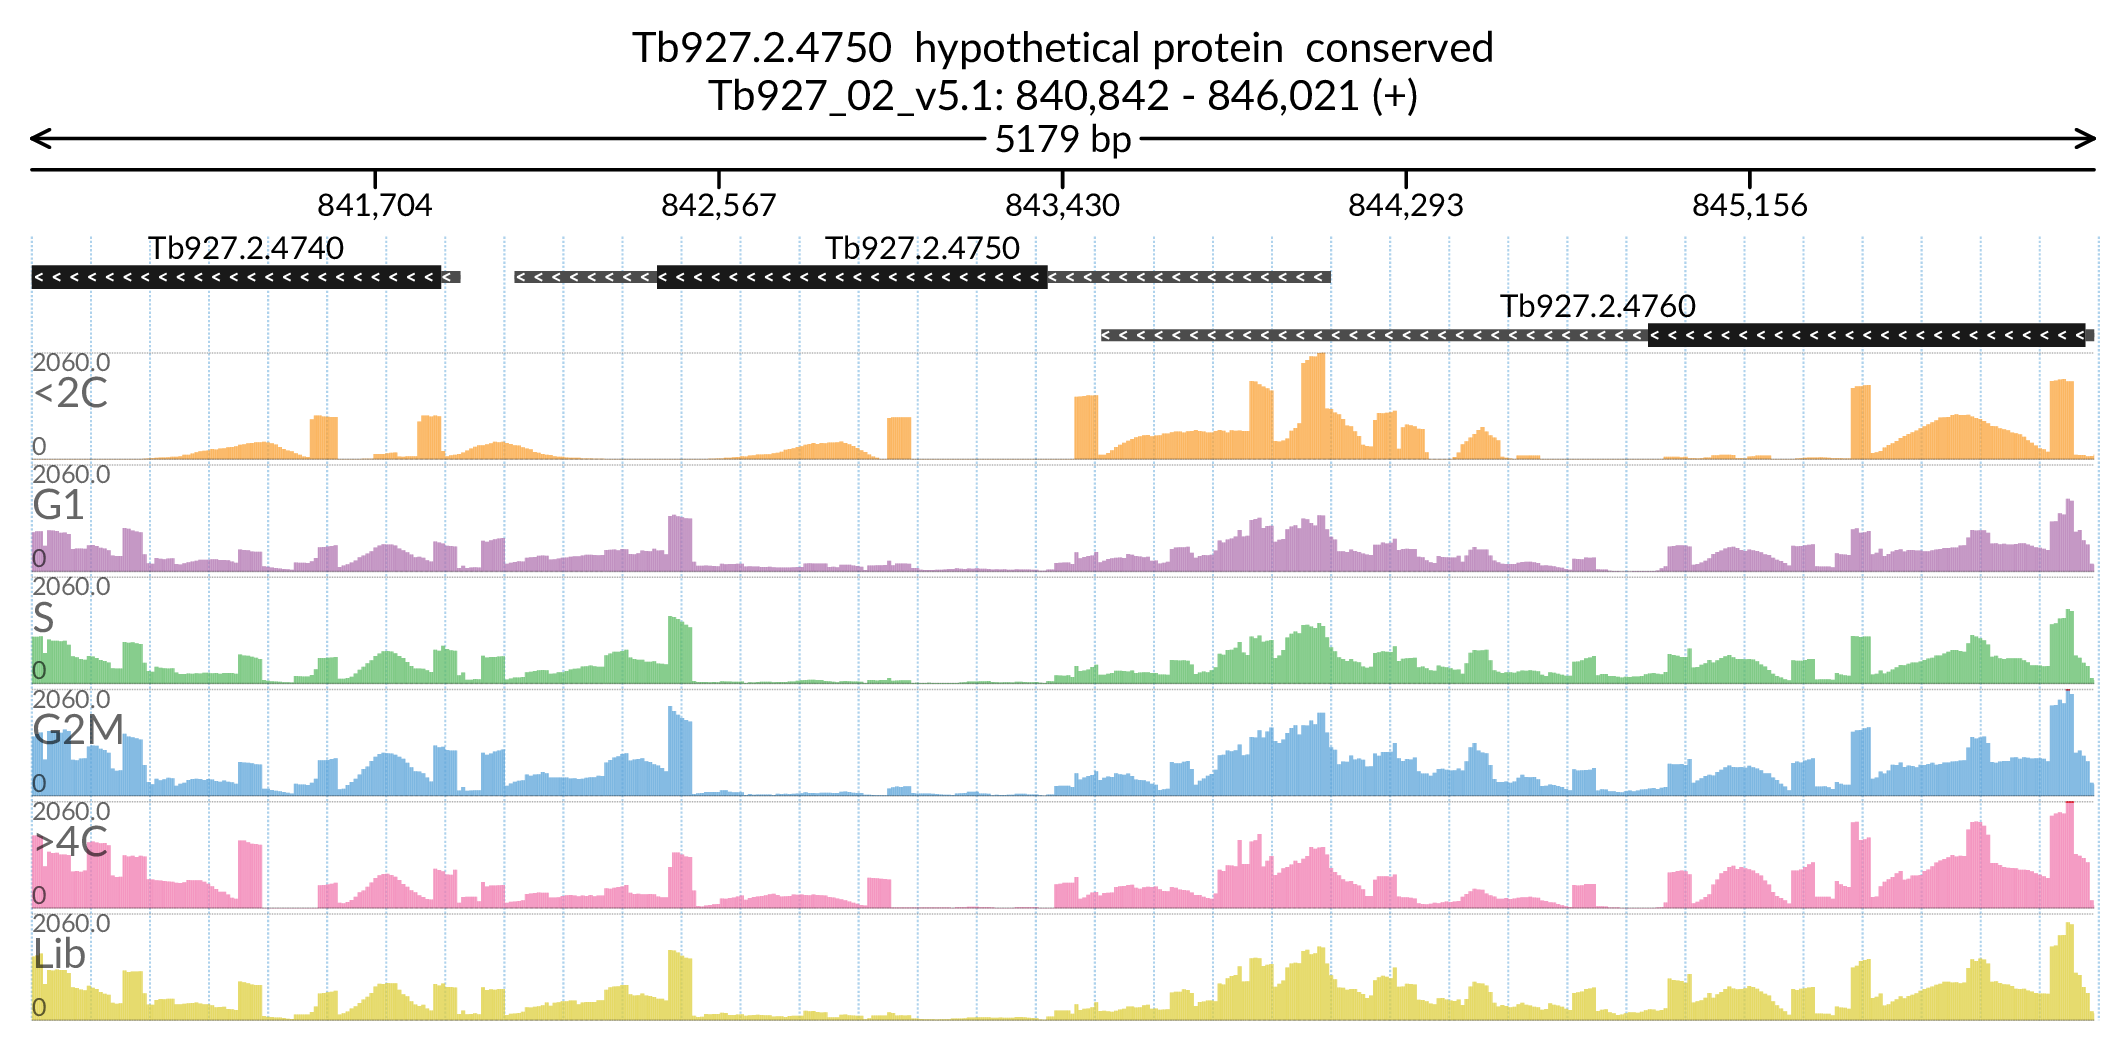 Tb927.2.4750 hypothetical protein conserved
Tb927_02_v5.1: 840,842 - 846,021 (+)
5179 bp
841,704 842,567 843,430 844,293 845,156
Tb927.2.4740 Tb927.2.4750
Tb927.2.4760
2060.0
<2C
0
2060.0
G1
0
2060.0
S
0
2060.0
G2M
0
2060.0
>4C
0
2060.0
Lib
0